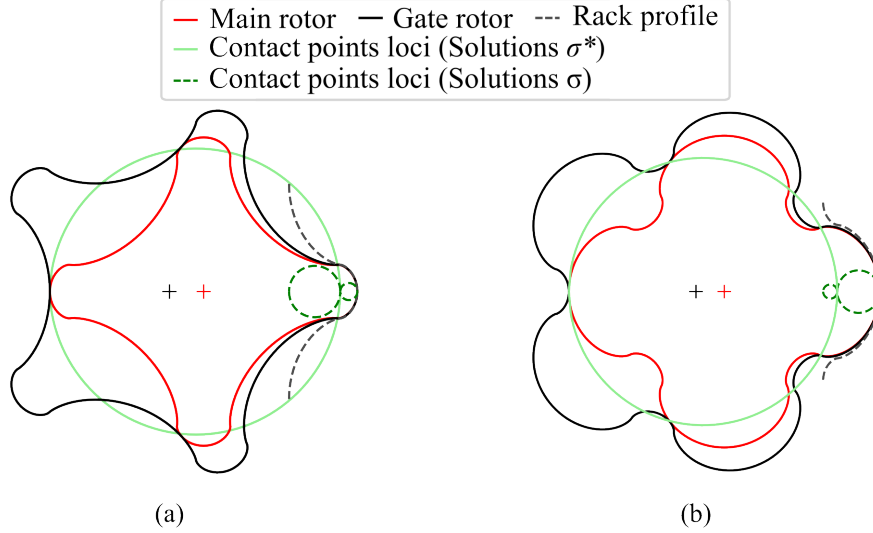 Main rotor Gate rotor Rack profile
Contact points loci (Solutions σ*)
Contact points loci (Solutions σ)
(a) (b)